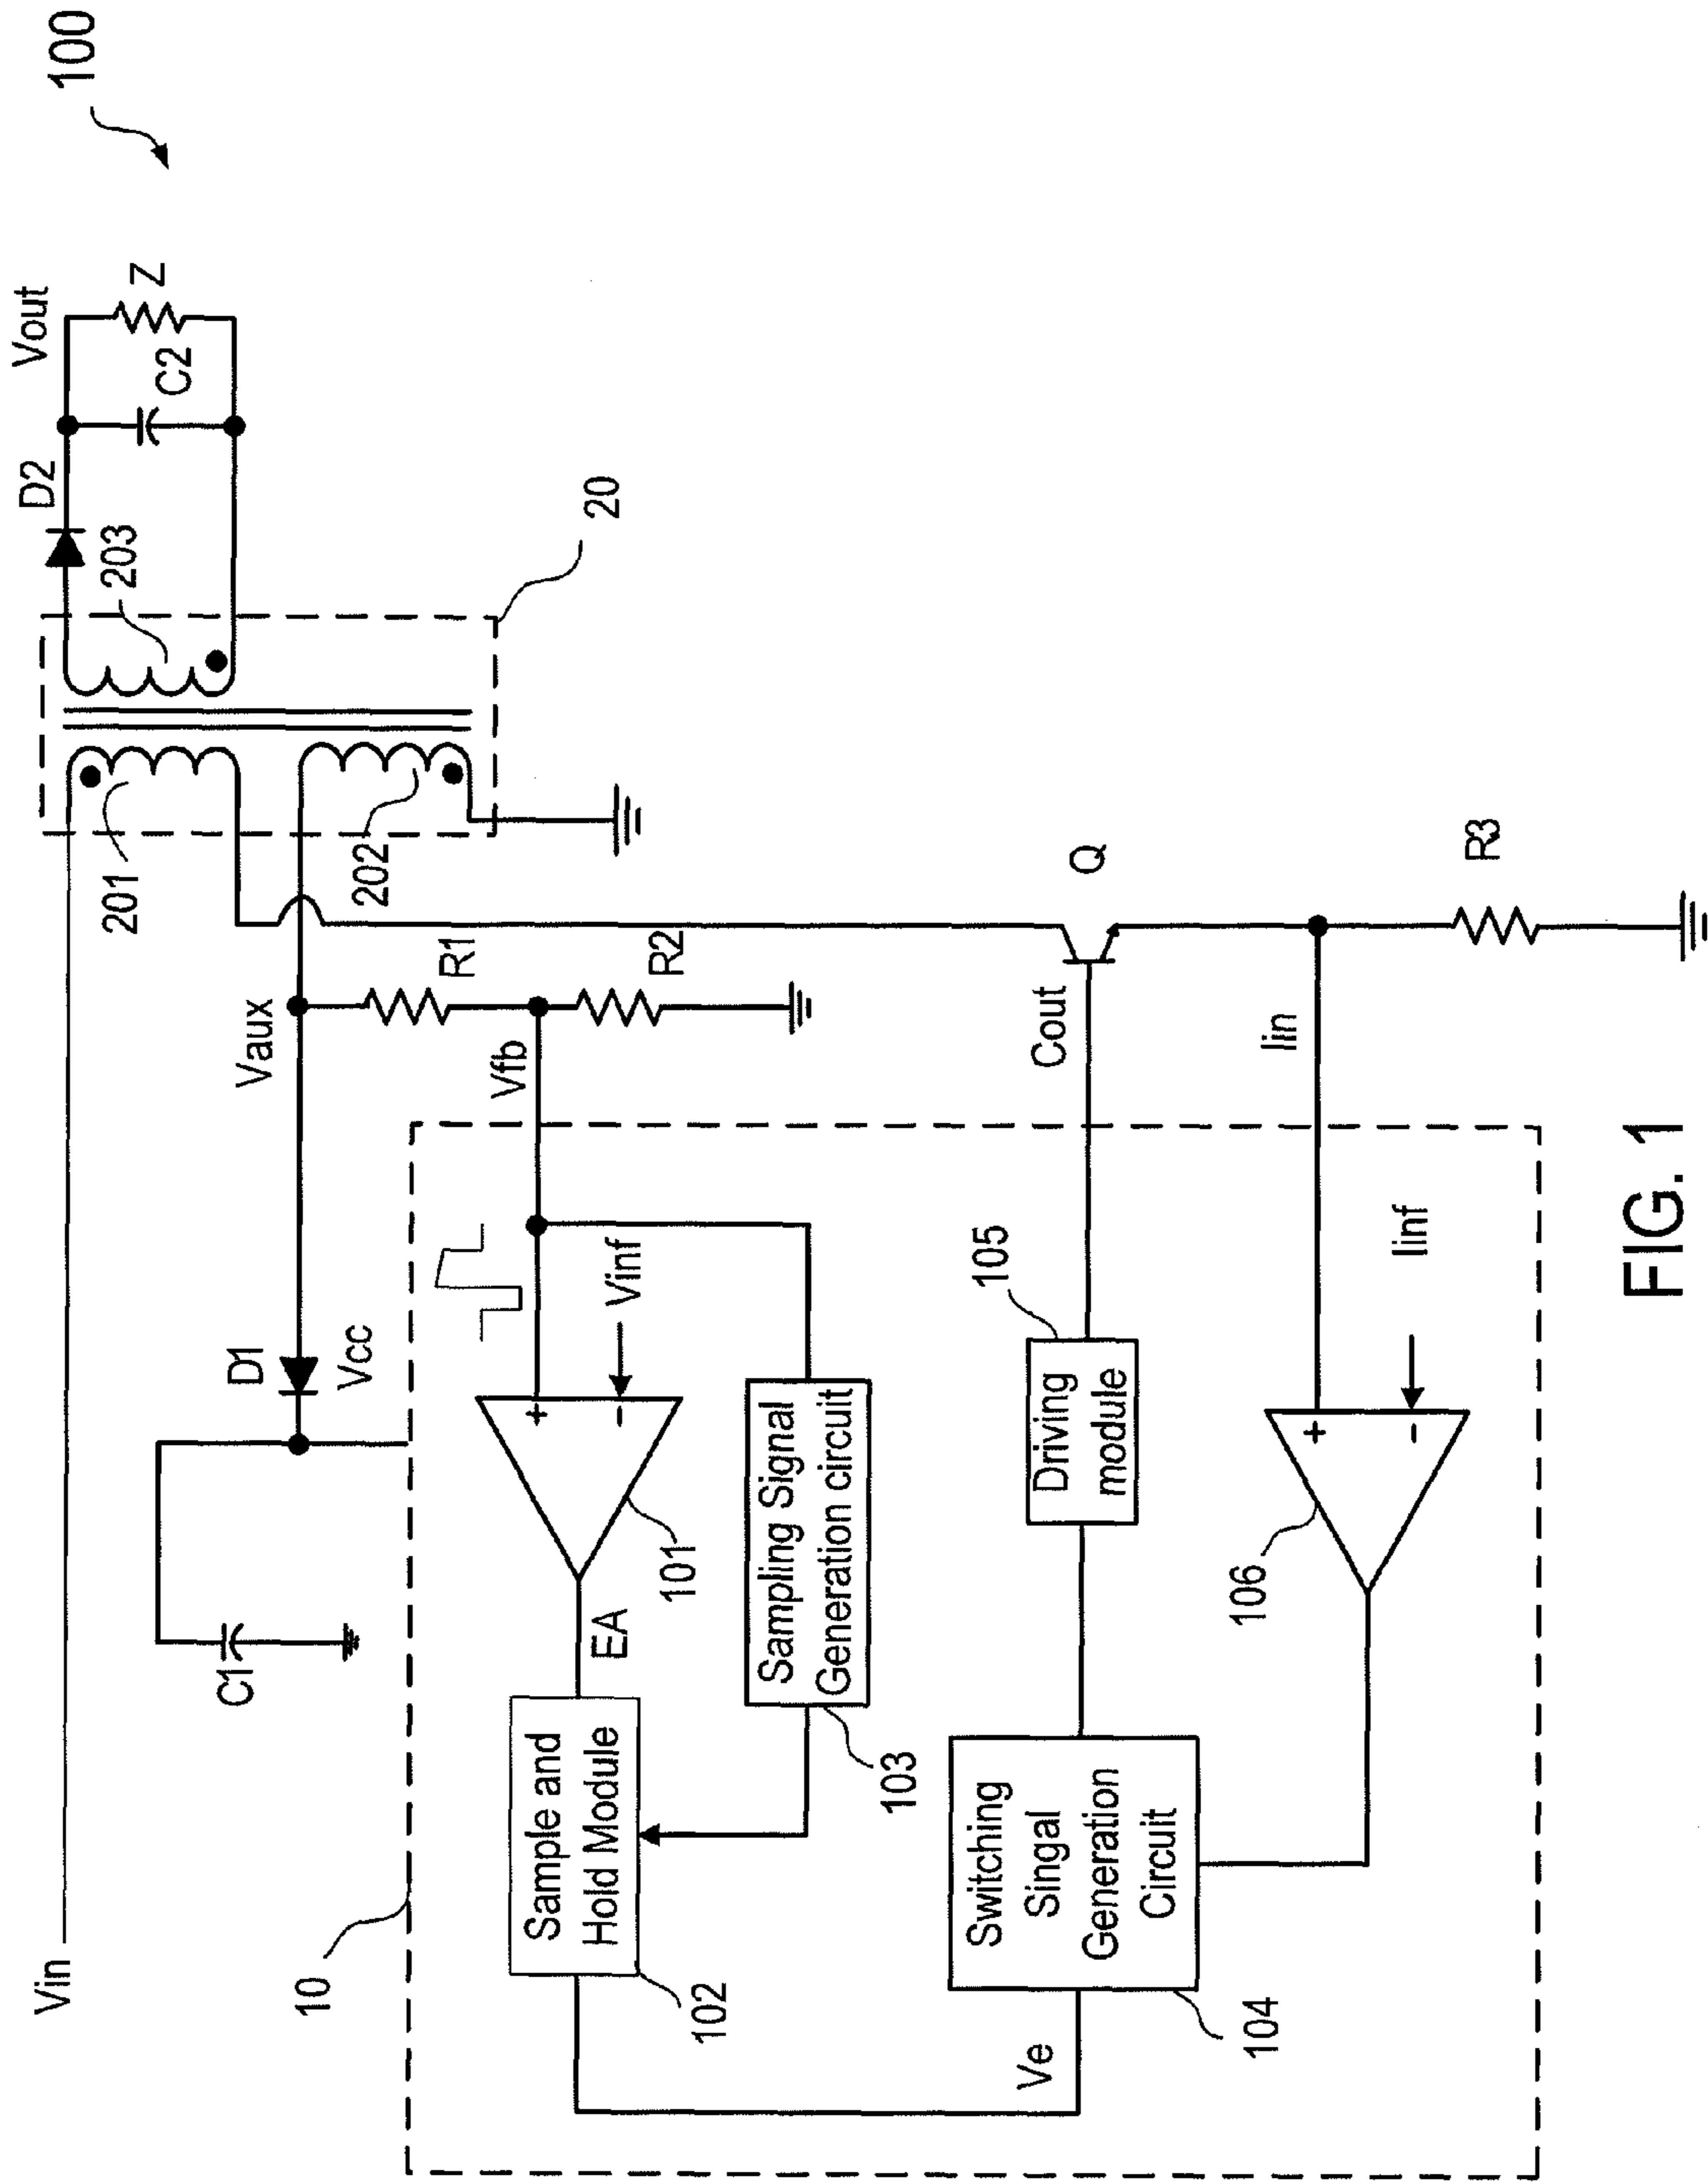 100
Vin
Vout
D2
C2
Z
203
20
201
202
Vaux
R1
R2
Vfb
D1
Vcc
C1
10
Vinf
+
-
101
EA
Sample and
Hold Module
102
Sampling Signal
Generation circuit
103
Ve
Switching
Singal
Generation
Circuit
104
Driving
module
105
Cout
Q
Iin
R3
Iinf
+
-
106
FIG. 1